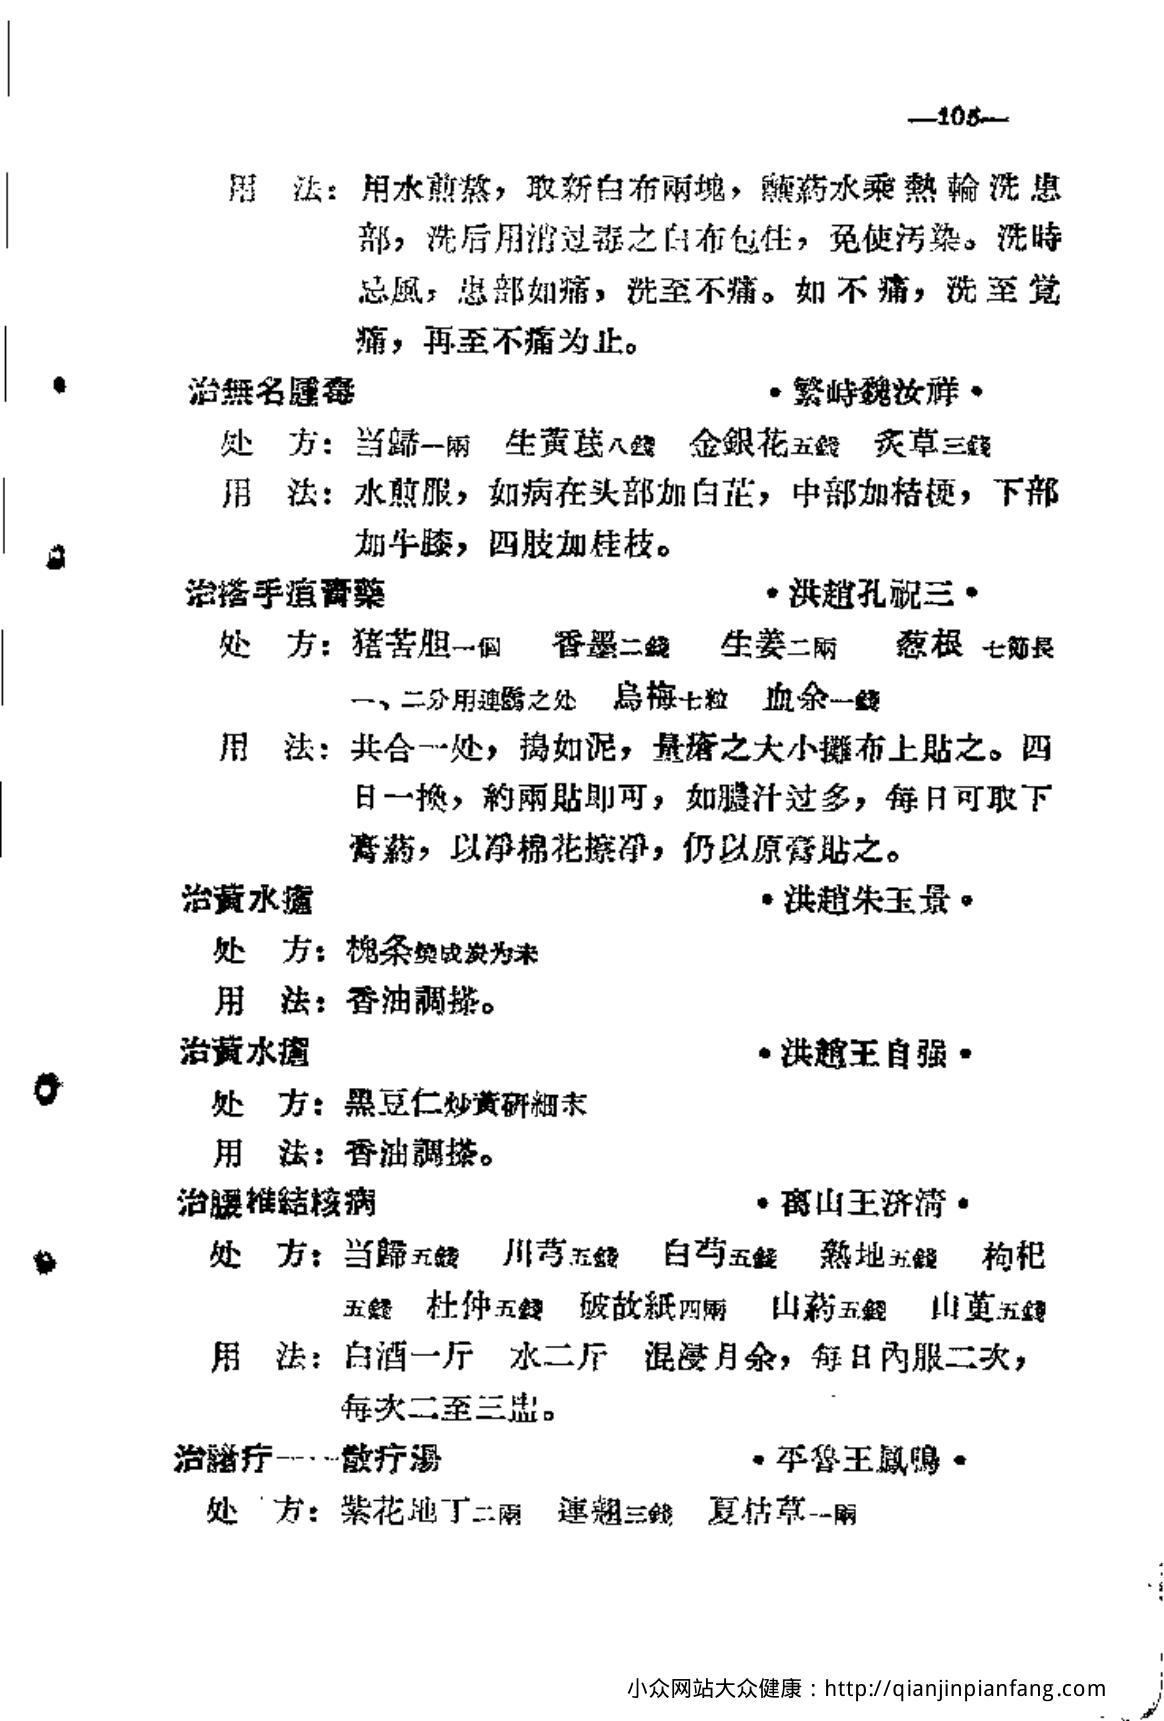 —105—
用　法：用水煎熬，取新白布兩塊，蘸葯水乘熱輪洗患
部，洗后用消过毒之白布包住，免使汚染。洗時
忌風，患部如痛，洗至不痛。如不痛，洗至覚
痛，再至不痛为止。
治無名腫毒　•繁峙魏汝祥•
处　方：当歸一兩　生黄芪八錢　金銀花五錢　炙草三錢
用　法：水煎服，如病在头部加白芷，中部加桔梗，下部
加牛膝，四肢加桂枝。
治搭手疽膏藥　•洪趙孔祝三•
处　方：猪苦胆一個　香墨二錢　生姜二兩　葱根 七節長
一、二分用連鬚之处　烏梅七粒　血余一錢
用　法：共合一处，搗如泥，量瘡之大小攤布上貼之。四
日一換，約兩貼即可，如膿汁过多，每日可取下
膏葯，以净棉花擦净，仍以原膏貼之。
治黃水瘡　•洪趙朱玉景•
处　方：槐条燒成炭为末
用　法：香油調搽。
治黃水瘡　•洪趙王自强•
处　方：黑豆仁炒黃研細末
用　法：香油調搽。
治腰椎結核病　•离山王济清•
处　方：当歸五錢　川芎五錢　白芍五錢　熟地五錢　枸杞
五錢　杜仲五錢　破故紙四兩　山葯五錢　山萸五錢
用　法：白酒一斤　水二斤　混浸月余，每日內服二次，
每次二至三盅。
治諸疔——散疔湯　•平魯王鳳鳴•
处　方：紫花地丁二兩　連翹三錢　夏枯草一兩
小众网站大众健康：http://qianjinpianfang.com